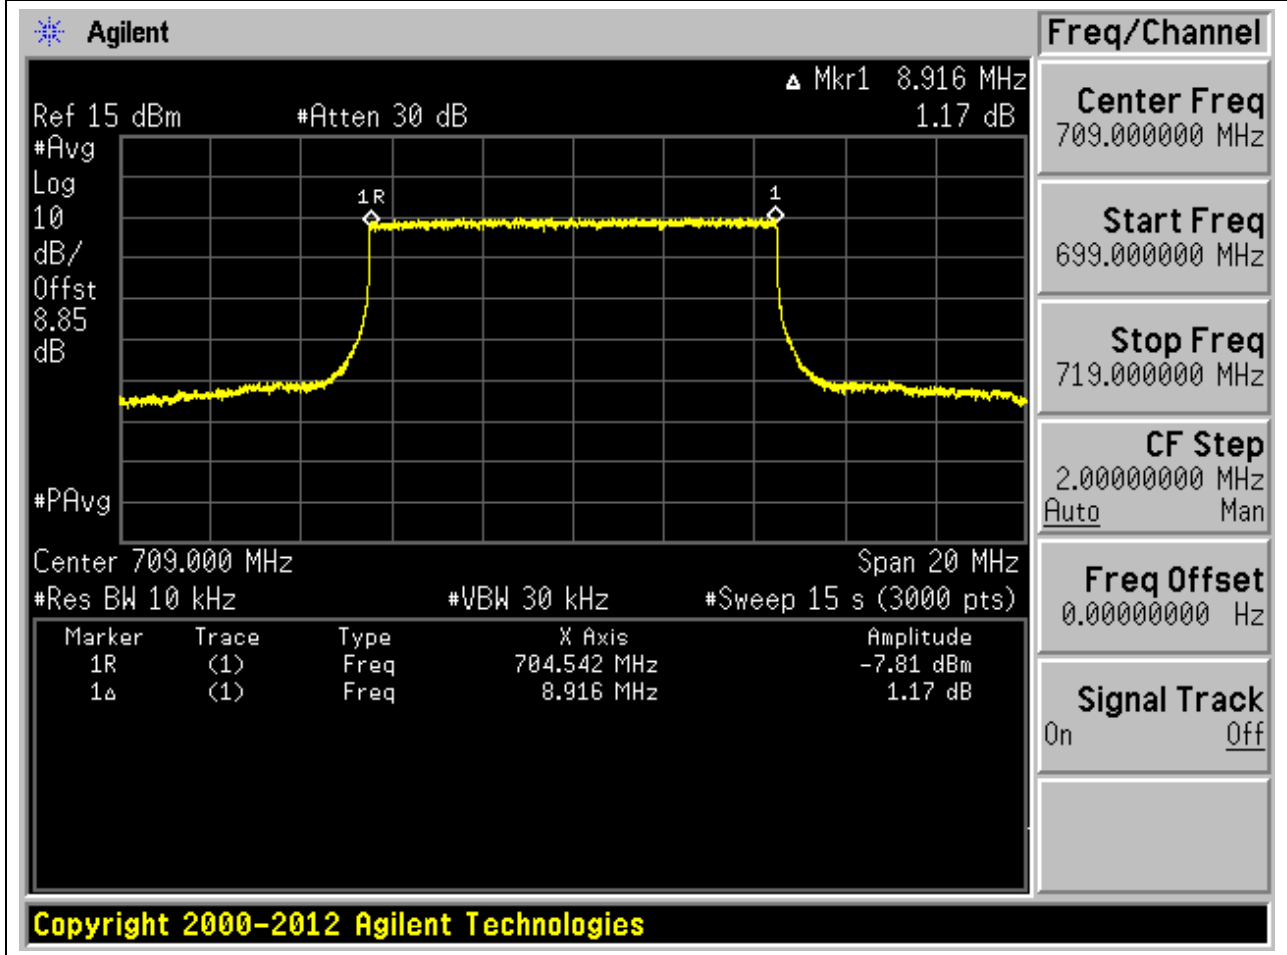 Agilent
Freq/Channel
Δ Mkr1 8.916 MHz
Ref 15 dBm #Atten 30 dB 1.17 dB
#Avg
Log
10
dB/
Offst
8.85
dB
#PAvg
1R
1
Center 709.000 MHz Span 20 MHz
#Res BW 10 kHz #VBW 30 kHz #Sweep 15 s (3000 pts)
Marker Trace Type X Axis Amplitude
1R (1) Freq 704.542 MHz -7.81 dBm
1Δ (1) Freq 8.916 MHz 1.17 dB
Center Freq
709.000000 MHz
Start Freq
699.000000 MHz
Stop Freq
719.000000 MHz
CF Step
2.00000000 MHz
Auto Man
Freq Offset
0.00000000 Hz
Signal Track
On Off
Copyright 2000-2012 Agilent Technologies